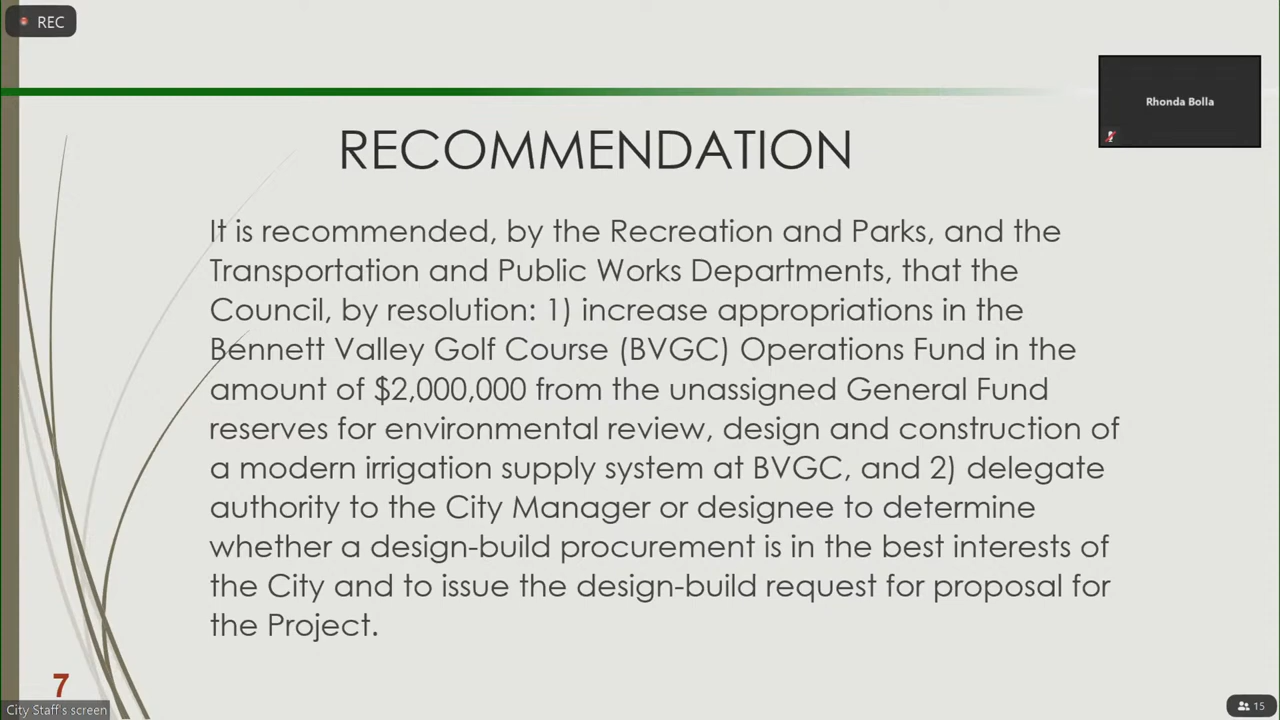 REC
Rhonda Bolla
RECOMMENDATION
It is recommended, by the Recreation and Parks, and the
Transportation and Public Works Departments, that the
Council, by resolution: 1) increase appropriations in the
Bennett Valley Golf Course (BVGC) Operations Fund in the
amount of $2,000,000 from the unassigned General Fund
reserves for environmental review, design and construction of
a modern irrigation supply system at BVGC, and 2) delegate
authority to the City Manager or designee to determine
whether a design-build procurement is in the best interests of
the City and to issue the design-build request for proposal for
the Project.
7
City Staff's screen
15